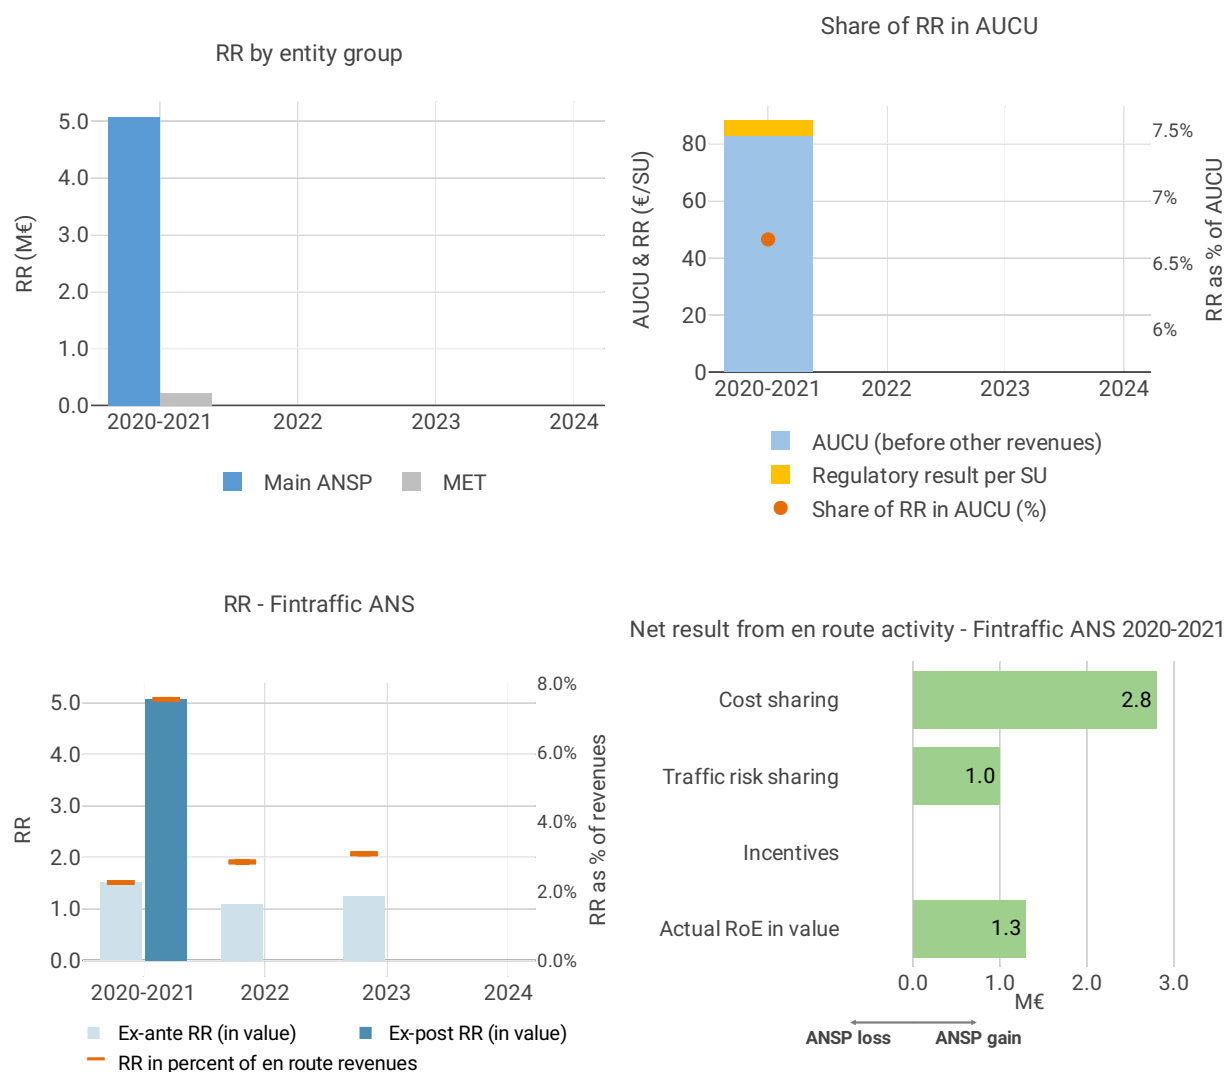 RR by entity group
RR (M€)
5.0
4.0
3.0
2.0
1.0
0.0
2020-2021 2022 2023 2024
Main ANSP MET
Share of RR in AUCU
AUCU & RR (€/SU)
80
60
40
20
0
7.5%
7%
6.5%
6%
RR as % of AUCU
2020-2021 2022 2023 2024
AUCU (before other revenues)
Regulatory result per SU
Share of RR in AUCU (%)
RR - Fintraffic ANS
RR
5.0
4.0
3.0
2.0
1.0
0.0
8.0%
6.0%
4.0%
2.0%
0.0%
RR as % of revenues
2020-2021 2022 2023 2024
Ex-ante RR (in value) Ex-post RR (in value)
RR in percent of en route revenues
Net result from en route activity - Fintraffic ANS 2020-2021
Cost sharing 2.8
Traffic risk sharing 1.0
Incentives
Actual RoE in value 1.3
0.0 1.0 2.0 3.0
M€
ANSP loss ANSP gain